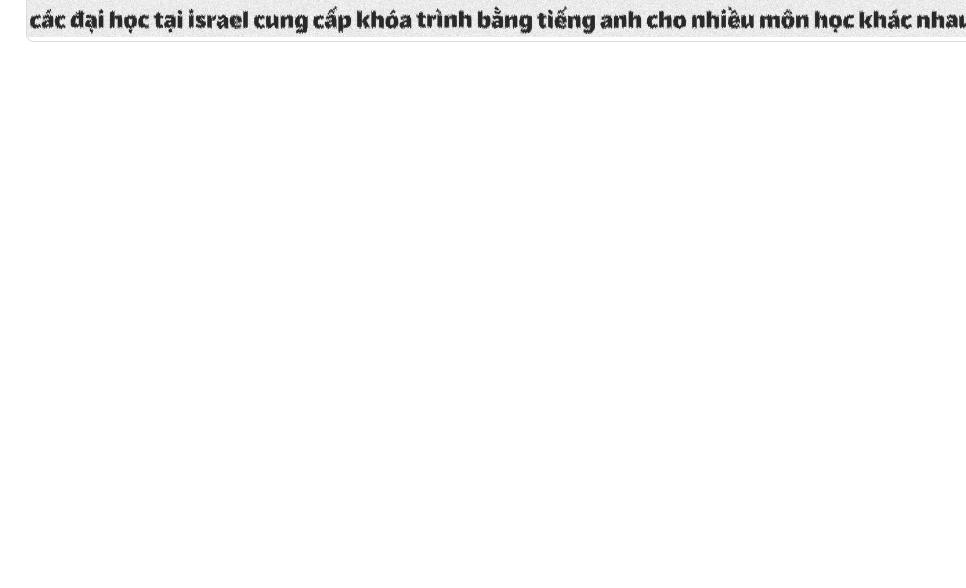 các đại học tại israel cung cấp khóa trình bằng tiếng anh cho nhiều môn học khác nhau